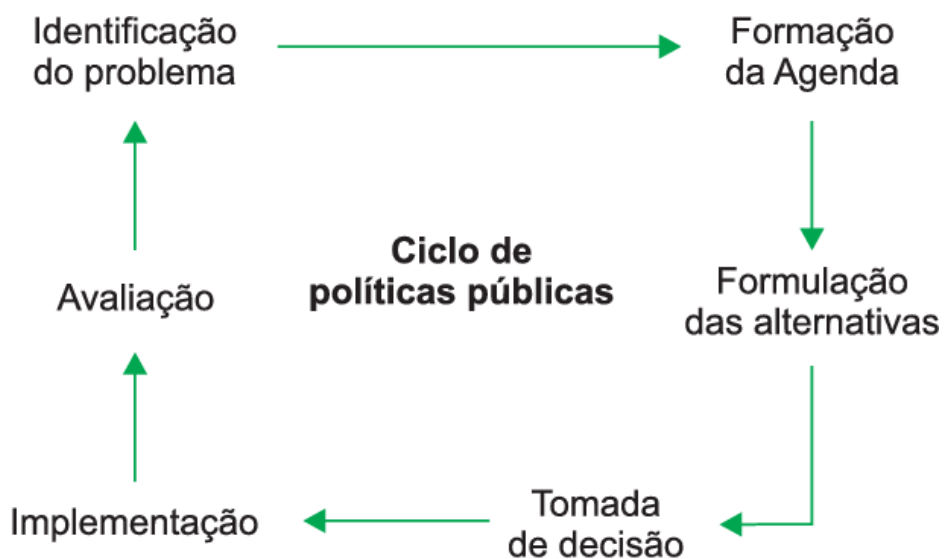 Identificação
do problema
Formação
da Agenda
Ciclo de
políticas públicas
Avaliação
Formulação
das alternativas
Implementação
Tomada
de decisão